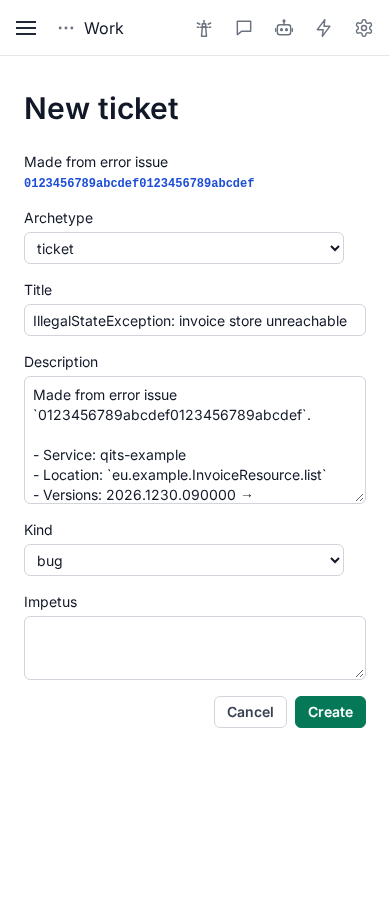 Work
New ticket
Made from error issue
0123456789abcdef0123456789abcdef
Archetype
ticket
Title
IllegalStateException: invoice store unreachable
Description
Made from error issue
`0123456789abcdef0123456789abcdef`.
- Service: qits-example
- Location: `eu.example.InvoiceResource.list`
- Versions: 2026.1230.090000 →
Kind
bug
Impetus
Cancel
Create